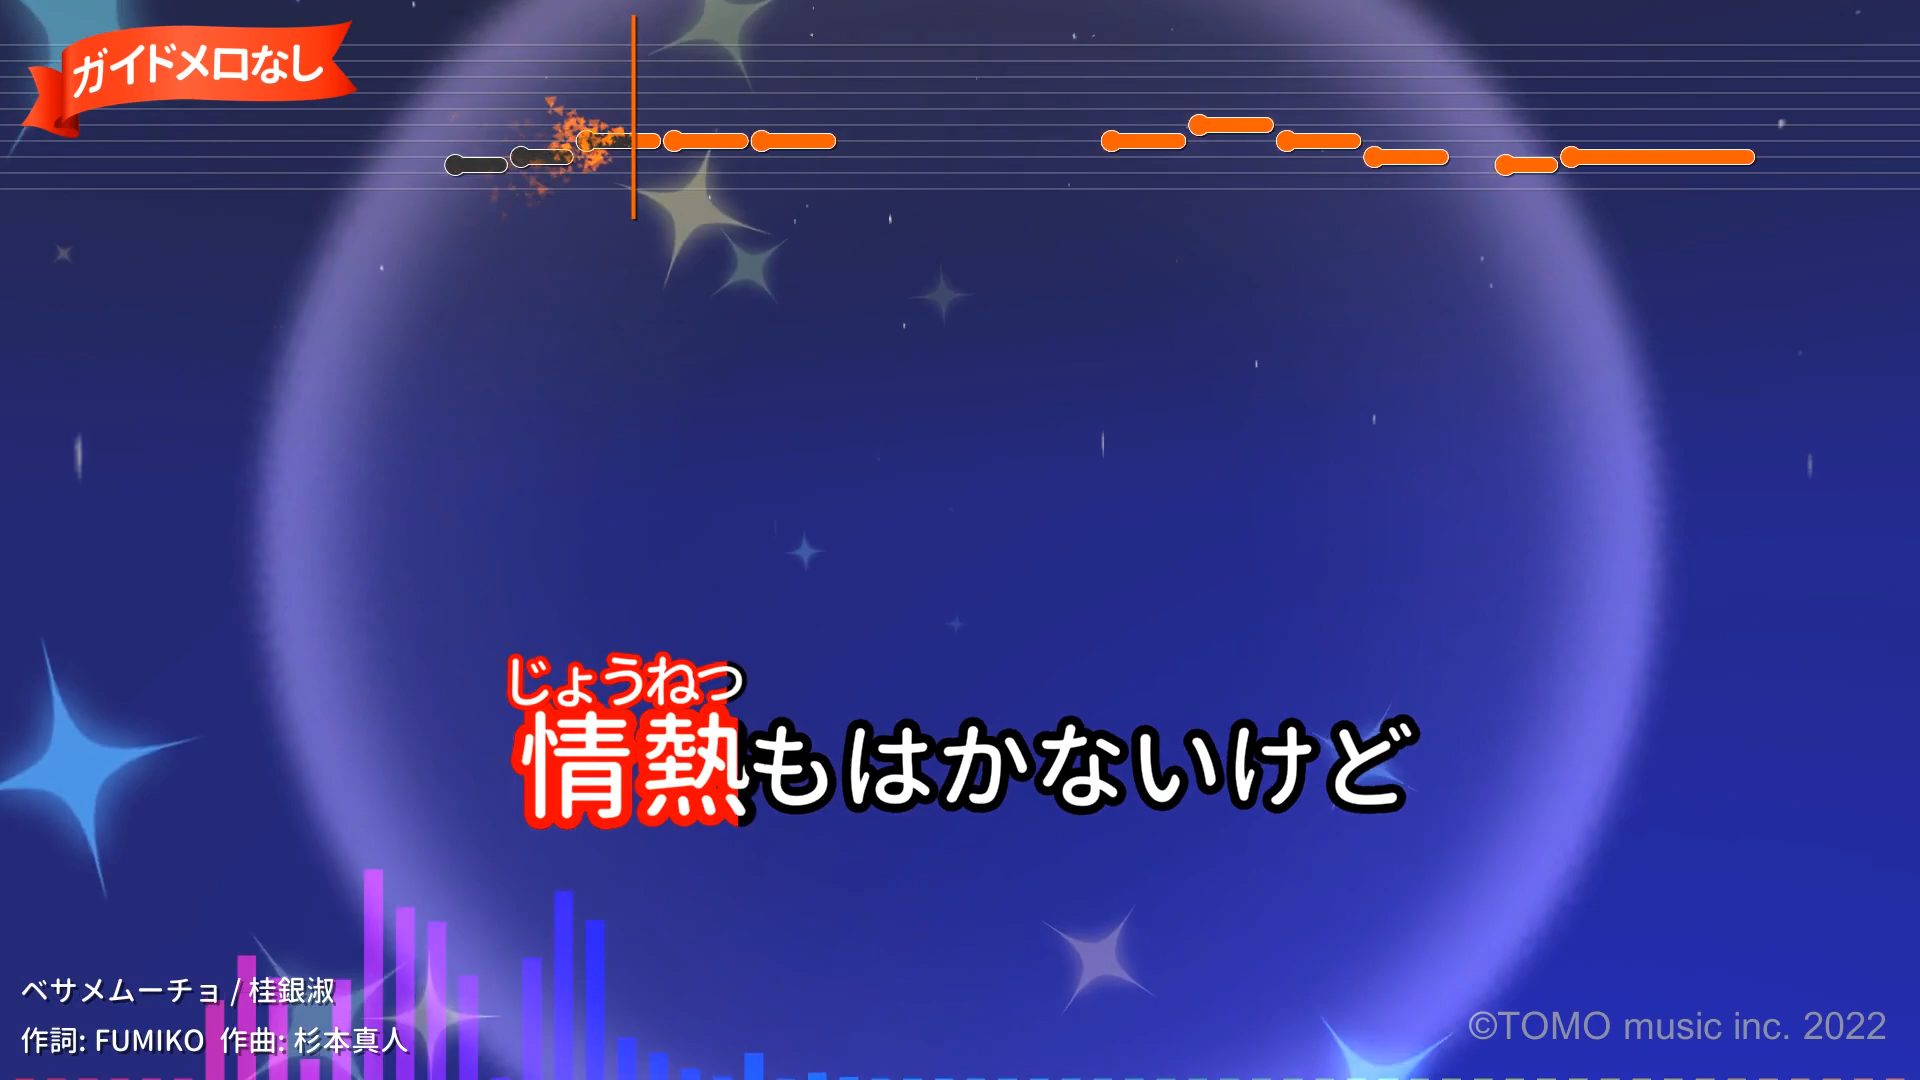 ガイドメロなし
じょうねつ
情熱もはかないけど
ベサメムーチョ / 桂銀淑
作詞: FUMIKO 作曲: 杉本真人
©TOMO music inc. 2022